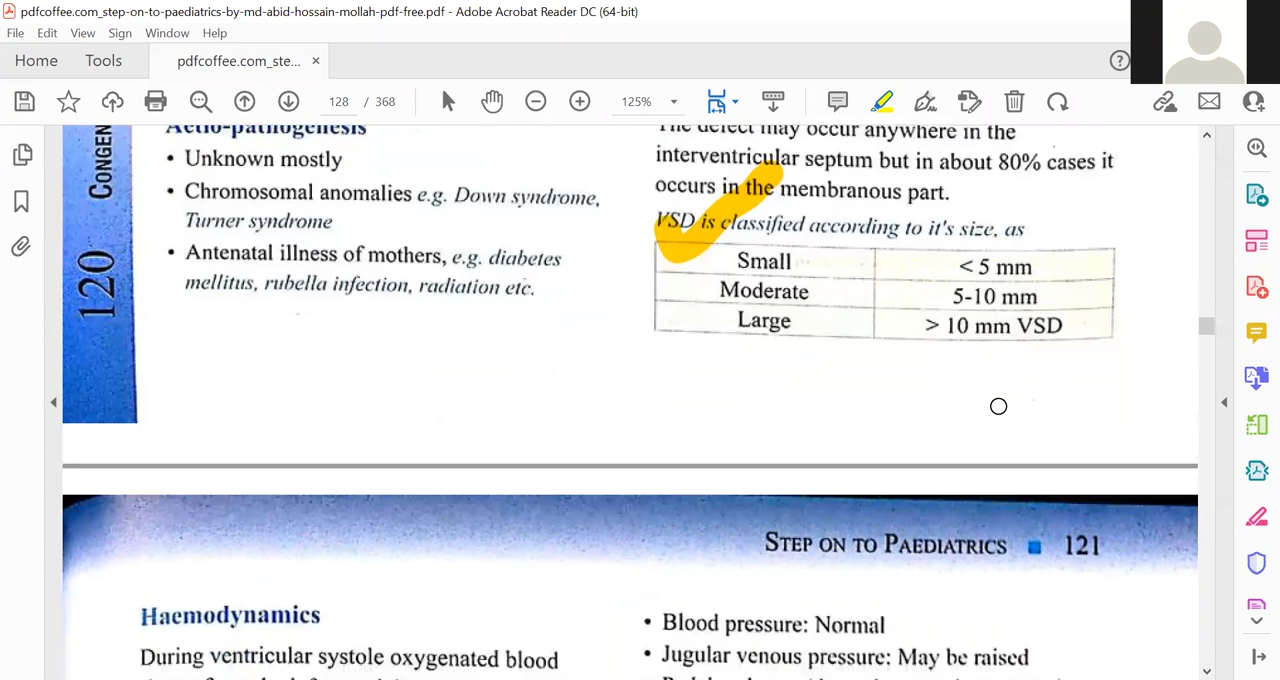 pdfcoffee.com_step-on-to-paediatrics-by-md-abid-hossain-mollah-pdf-free.pdf - Adobe Acrobat Reader DC (64-bit)
File Edit View Sign Window Help
Home Tools pdfcoffee.com_ste... ×
128 / 368 125%
120 CONGEN
Aetio-pathogenesis
• Unknown mostly
• Chromosomal anomalies e.g. Down syndrome,
Turner syndrome
• Antenatal illness of mothers, e.g. diabetes
mellitus, rubella infection, radiation etc.
The defect may occur anywhere in the
interventricular septum but in about 80% cases it
occurs in the membranous part.
VSD is classified according to it's size, as
Small < 5 mm
Moderate 5-10 mm
Large > 10 mm VSD
STEP ON TO PAEDIATRICS ■ 121
Haemodynamics
During ventricular systole oxygenated blood
• Blood pressure: Normal
• Jugular venous pressure: May be raised